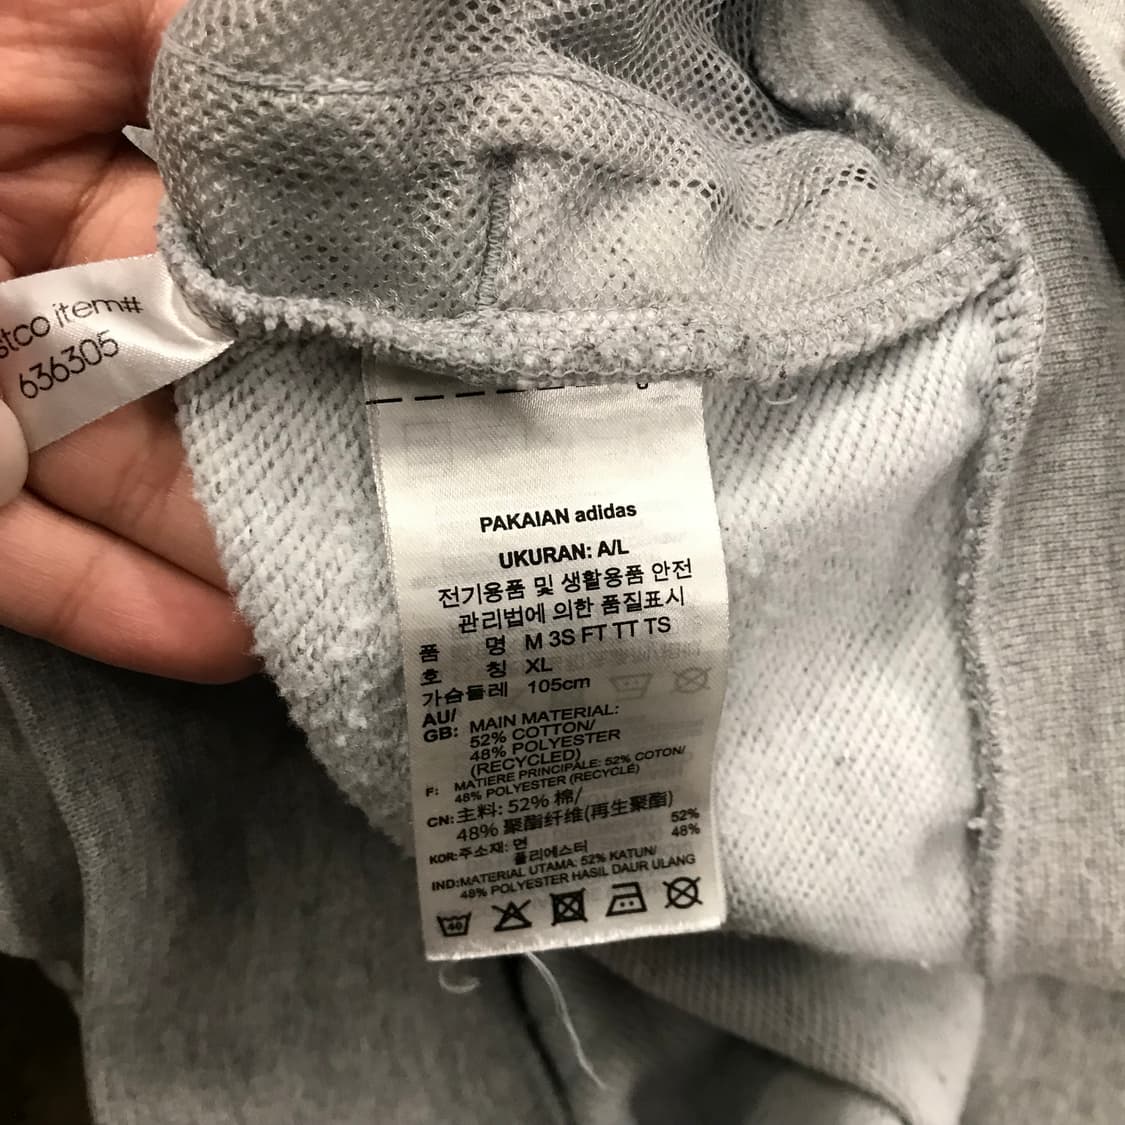 stco item#
636305
PAKAIAN adidas
UKURAN: A/L
전기용품 및 생활용품 안전
관리법에 의한 품질표시
품 명 M 3S FT TT TS
호 칭 XL
가슴둘레 105cm
AU/
GB: MAIN MATERIAL:
52% COTTON/
48% POLYESTER
(RECYCLED)
F: MATIERE PRINCIPALE: 52% COTON/
48% POLYESTER (RECYCLÉ)
CN: 主料: 52% 棉/
48% 聚酯纤维(再生聚酯)
KOR: 주소재: 면 52%
폴리에스터 48%
IND: MATERIAL UTAMA: 52% KATUN/
48% POLYESTER HASIL DAUR ULANG
40